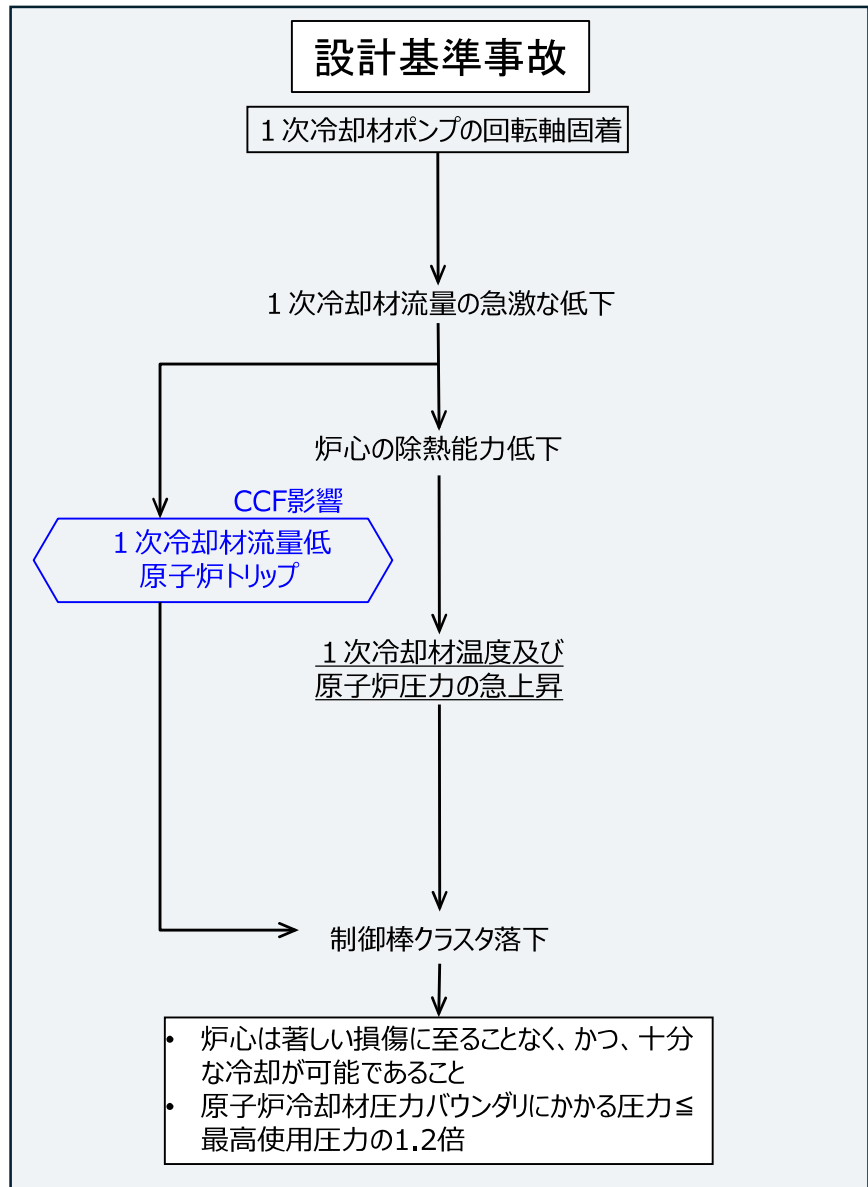 設計基準事故
１次冷却材ポンプの回転軸固着
１次冷却材流量の急激な低下
炉心の除熱能力低下
CCF影響
１次冷却材流量低
原子炉トリップ
１次冷却材温度及び
原子炉圧力の急上昇
制御棒クラスタ落下
• 炉心は著しい損傷に至ることなく、かつ、十分
な冷却が可能であること
• 原子炉冷却材圧力バウンダリにかかる圧力≦
最高使用圧力の1.2倍